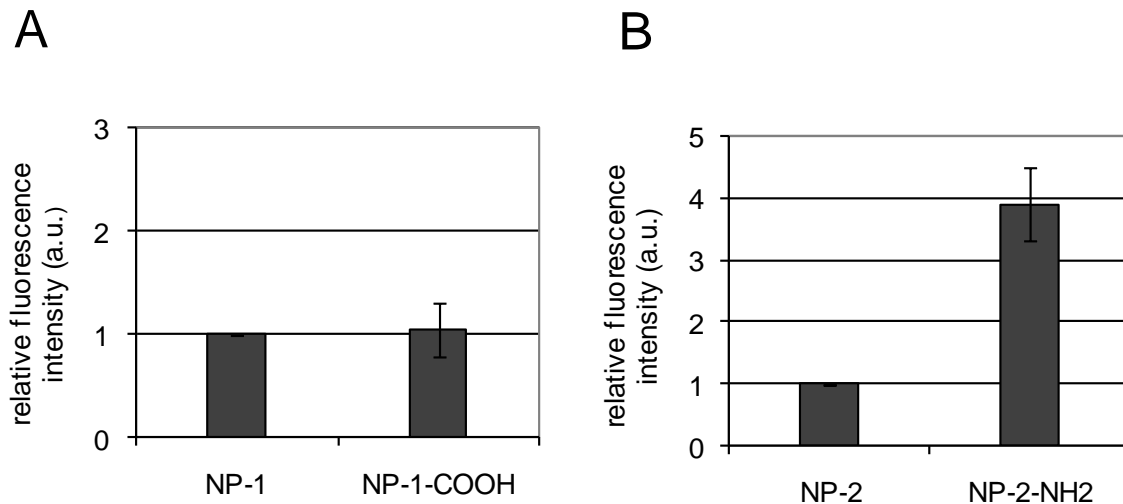 A
relative fluorescence
intensity (a.u.)
3
2
1
0
NP-1
NP-1-COOH
B
relative fluorescence
intensity (a.u.)
5
4
3
2
1
0
NP-2
NP-2-NH2